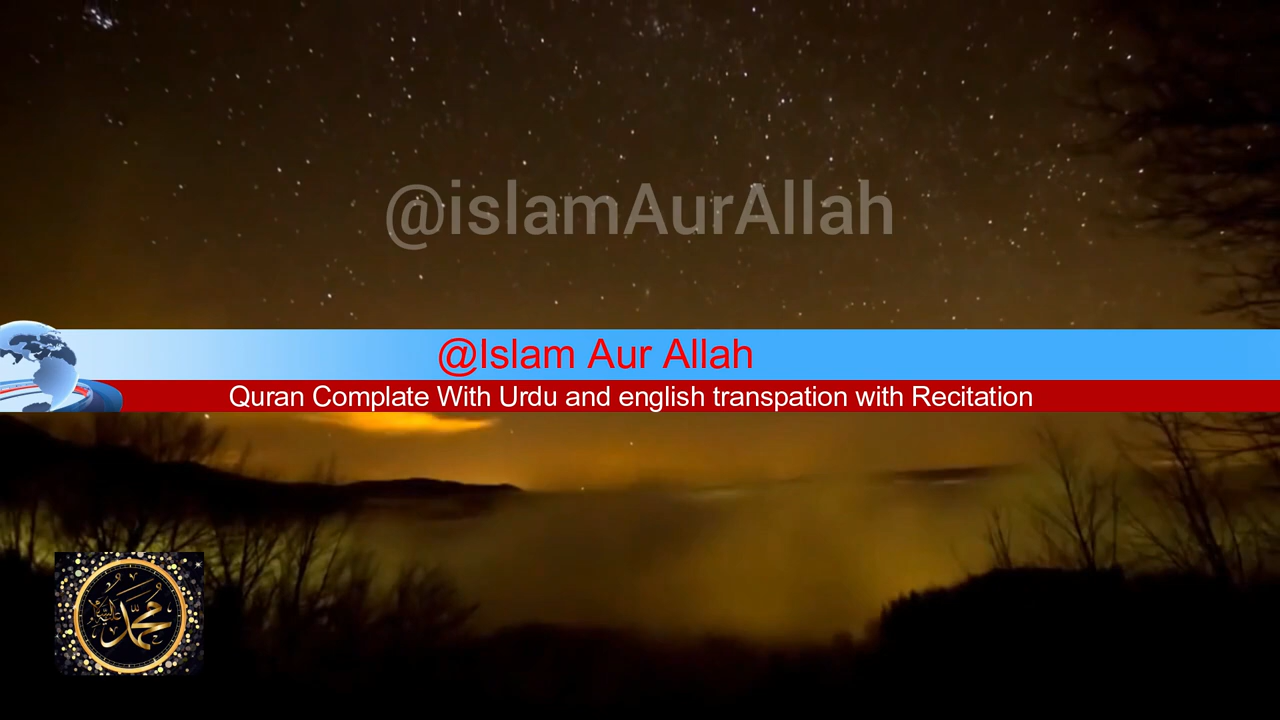 @islamAurAllah
@Islam Aur Allah
Quran Complate With Urdu and english transpation with Recitation
محمد